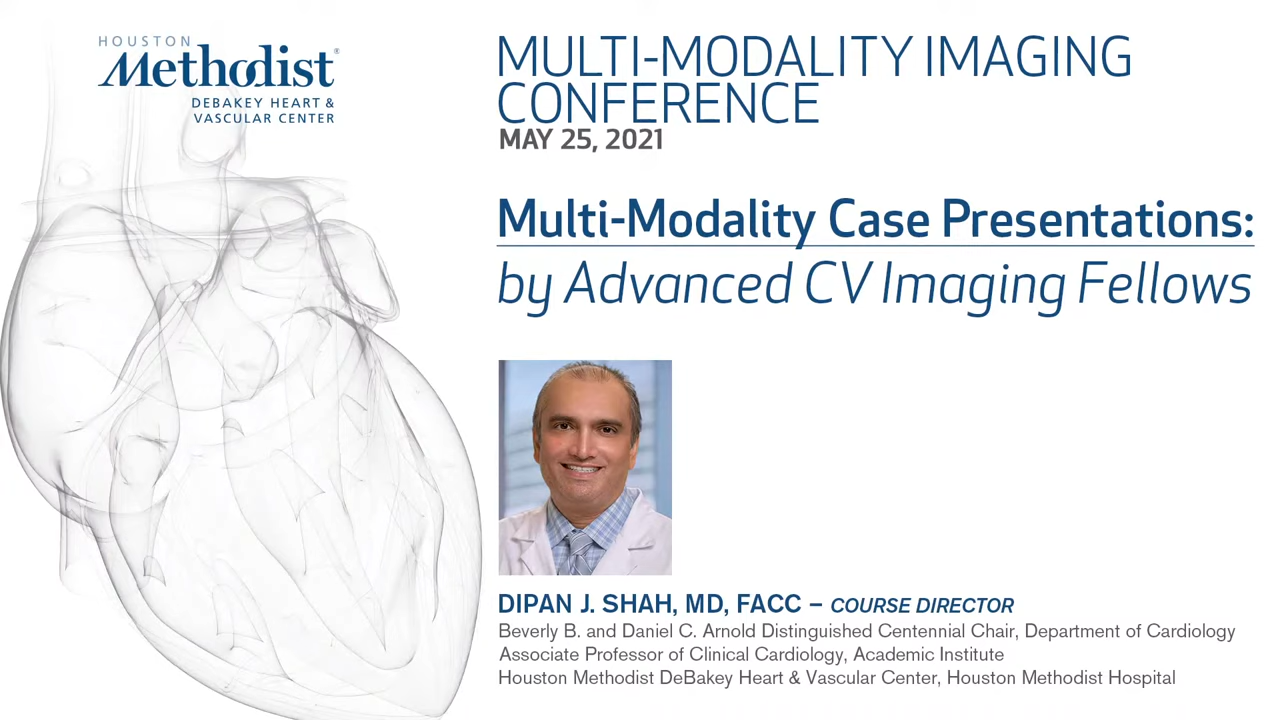 HOUSTON
Methodist®
DEBAKEY HEART &
VASCULAR CENTER
MULTI-MODALITY IMAGING
CONFERENCE
MAY 25, 2021
Multi-Modality Case Presentations:
by Advanced CV Imaging Fellows
DIPAN J. SHAH, MD, FACC – COURSE DIRECTOR
Beverly B. and Daniel C. Arnold Distinguished Centennial Chair, Department of Cardiology
Associate Professor of Clinical Cardiology, Academic Institute
Houston Methodist DeBakey Heart & Vascular Center, Houston Methodist Hospital